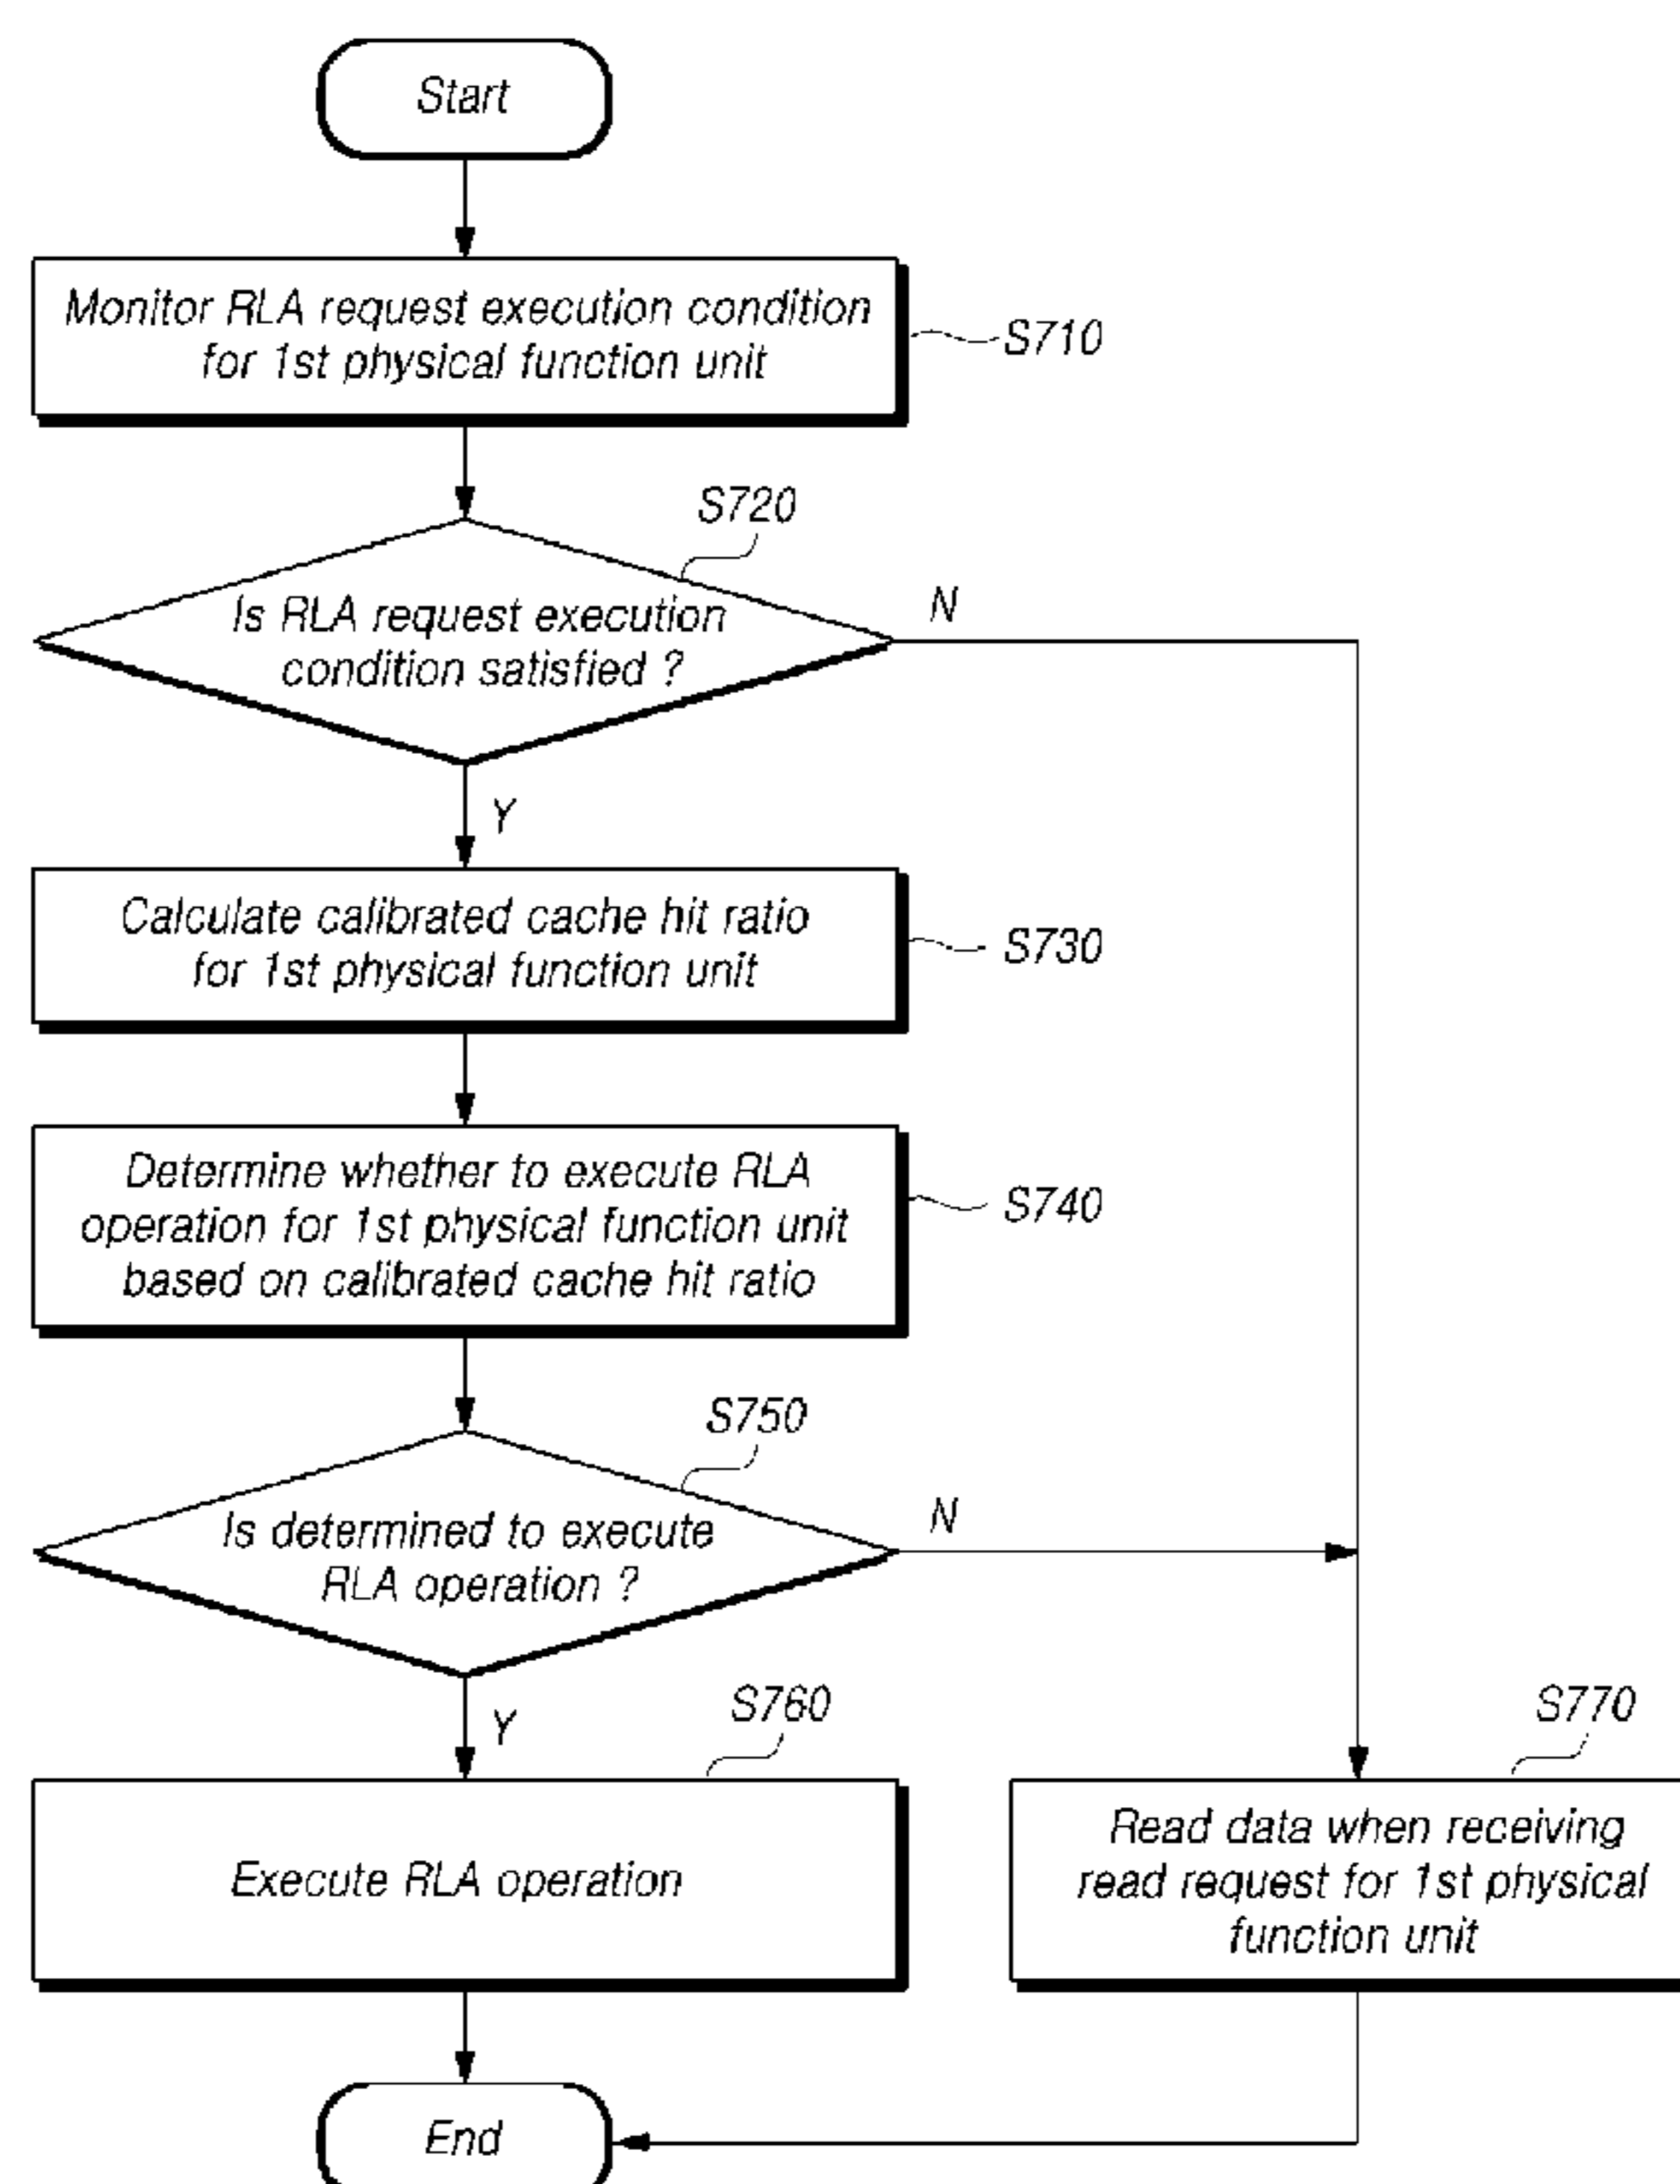 Start
Monitor RLA request execution condition
for 1st physical function unit
S710
S720
Is RLA request execution
condition satisfied ?
N
Y
Calculate calibrated cache hit ratio
for 1st physical function unit
S730
Determine whether to execute RLA
operation for 1st physical function unit
based on calibrated cache hit ratio
S740
S750
Is determined to execute
RLA operation ?
N
Y
S760
Execute RLA operation
S770
Read data when receiving
read request for 1st physical
function unit
End